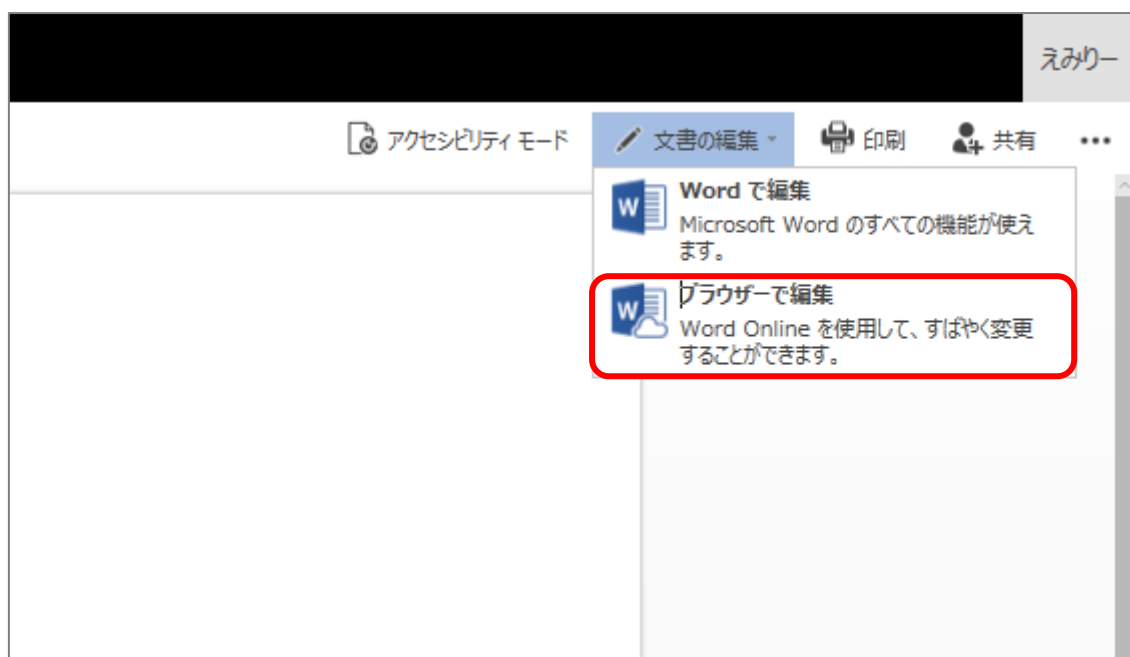 えみりー
アクセシビリティ モード 文書の編集 印刷 共有 •••
Word で編集
Microsoft Word のすべての機能が使え
ます。
ブラウザーで編集
Word Online を使用して、すばやく変更
することができます。